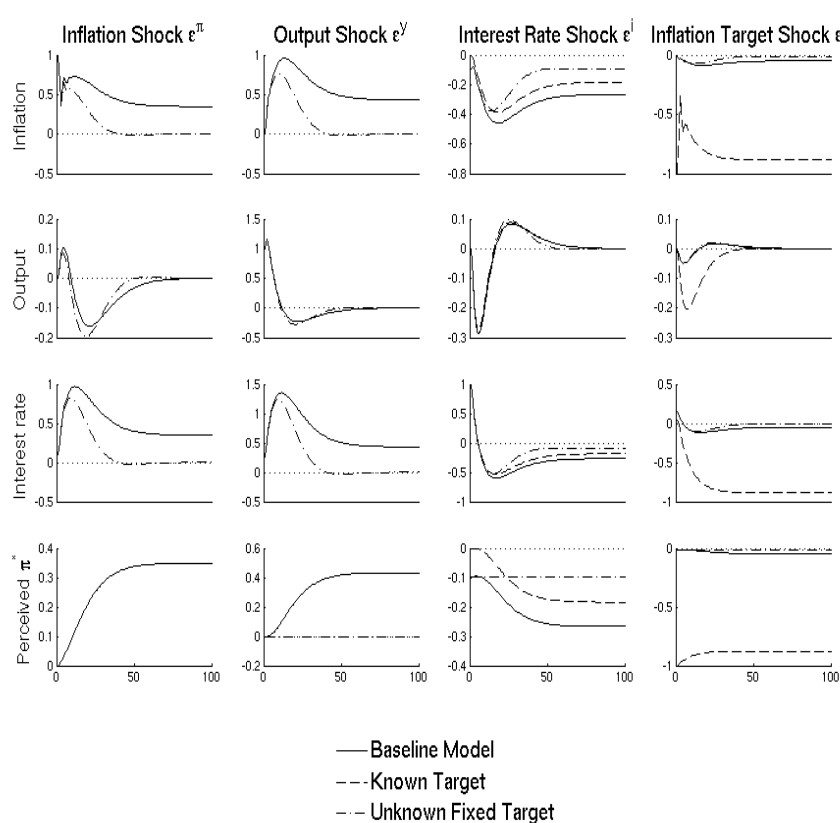 Inflation Shock ε^π Output Shock ε^y Interest Rate Shock ε^i Inflation Target Shock ε
Inflation
1 0.5 0 -0.5
1 0.5 0 -0.5
0 -0.2 -0.4 -0.6 -0.8
0 -0.5 -1
Output
0.2 0.1 0 -0.1 -0.2
1.5 1 0.5 0 -0.5
0.1 0 -0.1 -0.2 -0.3
0.1 0 -0.1 -0.2 -0.3
Interest rate
1 0.5 0 -0.5
1.5 1 0.5 0 -0.5
1 0.5 0 -0.5 -1
0.5 0 -0.5 -1
Perceived π*
0.4 0.3 0.2 0.1 0
0.6 0.4 0.2 0 -0.2
0 -0.1 -0.2 -0.3 -0.4
0 -0.5 -1
0 50 100 0 50 100 0 50 100 0 50 100
Baseline Model
Known Target
Unknown Fixed Target